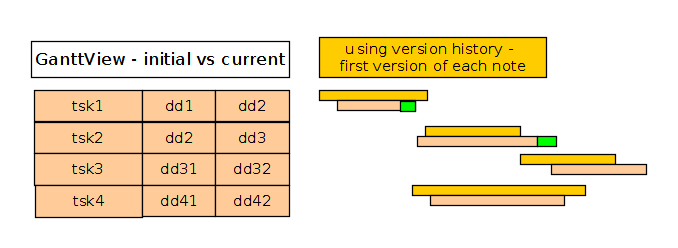 GanttView - initial vs current
using version history -
first version of each note
tsk1 dd1 dd2
tsk2 dd2 dd3
tsk3 dd31 dd32
tsk4 dd41 dd42